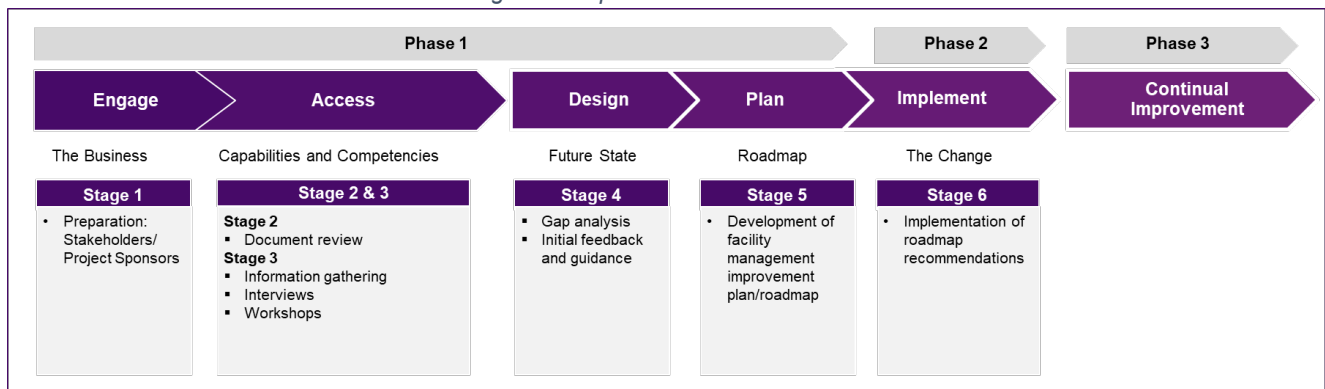 Phase 1
Phase 2
Phase 3
Engage
Access
Design
Plan
Implement
Continual
Improvement
The Business
Capabilities and Competencies
Future State
Roadmap
The Change
Stage 1
• Preparation:
Stakeholders/
Project Sponsors
Stage 2 & 3
Stage 2
▪ Document review
Stage 3
▪ Information gathering
▪ Interviews
▪ Workshops
Stage 4
▪ Gap analysis
▪ Initial feedback
and guidance
Stage 5
• Development of
facility
management
improvement
plan/roadmap
Stage 6
• Implementation of
roadmap
recommendations